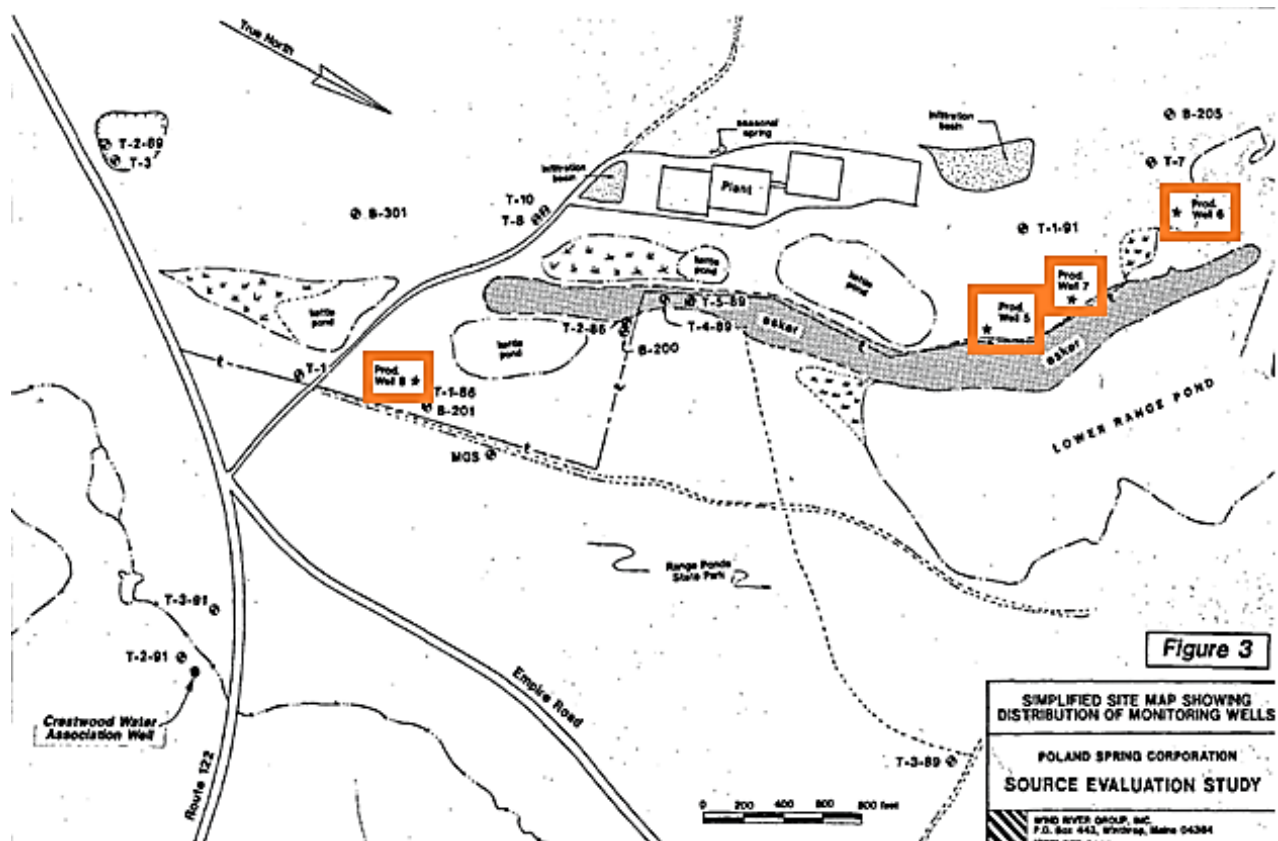 True North
T-2-89
T-3
B-301
T-10
T-8
infiltration
basin
seasonal
spring
Plant
infiltration
basin
B-205
T-7
Prod.
Well 6
T-1-91
Prod.
Well 7
Prod.
Well 5
kettle
pond
kettle
pond
kettle
pond
kettle
pond
T-5-89
T-2-86
T-4-89
B-200
esker
esker
T-1
Prod.
Well 8
T-1-86
B-201
MGS
LOWER RANGE POND
Range Ponds
State Park
T-3-91
T-2-91
Crestwood Water
Association Well
Route 122
Empire Road
T-3-89
0 200 400 600 800 feet
Figure 3
SIMPLIFIED SITE MAP SHOWING
DISTRIBUTION OF MONITORING WELLS
POLAND SPRING CORPORATION
SOURCE EVALUATION STUDY
WIND RIVER GROUP, INC.
P.O. Box 443, Winthrop, Maine 04364